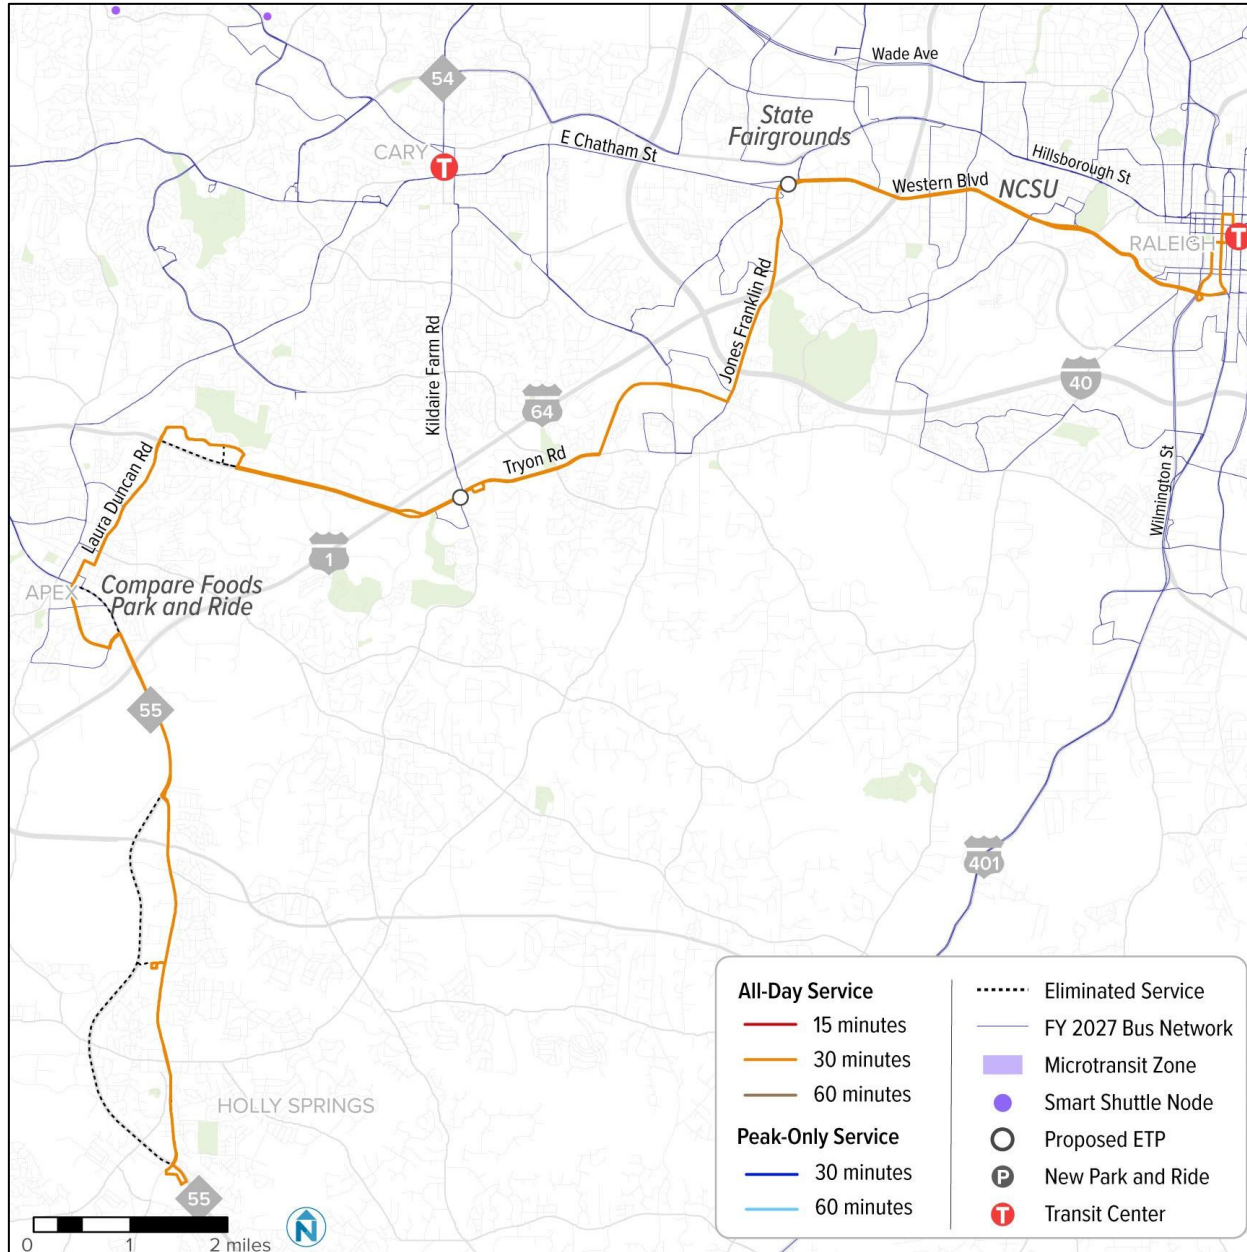 Wade Ave
54
State
Fairgrounds
CARY
T
E Chatham St
Hillsborough St
Western Blvd
NCSU
RALEIGH
T
Jones Franklin Rd
Kildaire Farm Rd
64
40
Tryon Rd
Laura Duncan Rd
Wilmington St
1
APEX
Compare Foods
Park and Ride
55
401
HOLLY SPRINGS
55
N
0 1 2 miles
All-Day Service
15 minutes
30 minutes
60 minutes
Peak-Only Service
30 minutes
60 minutes
Eliminated Service
FY 2027 Bus Network
Microtransit Zone
Smart Shuttle Node
Proposed ETP
P New Park and Ride
T Transit Center